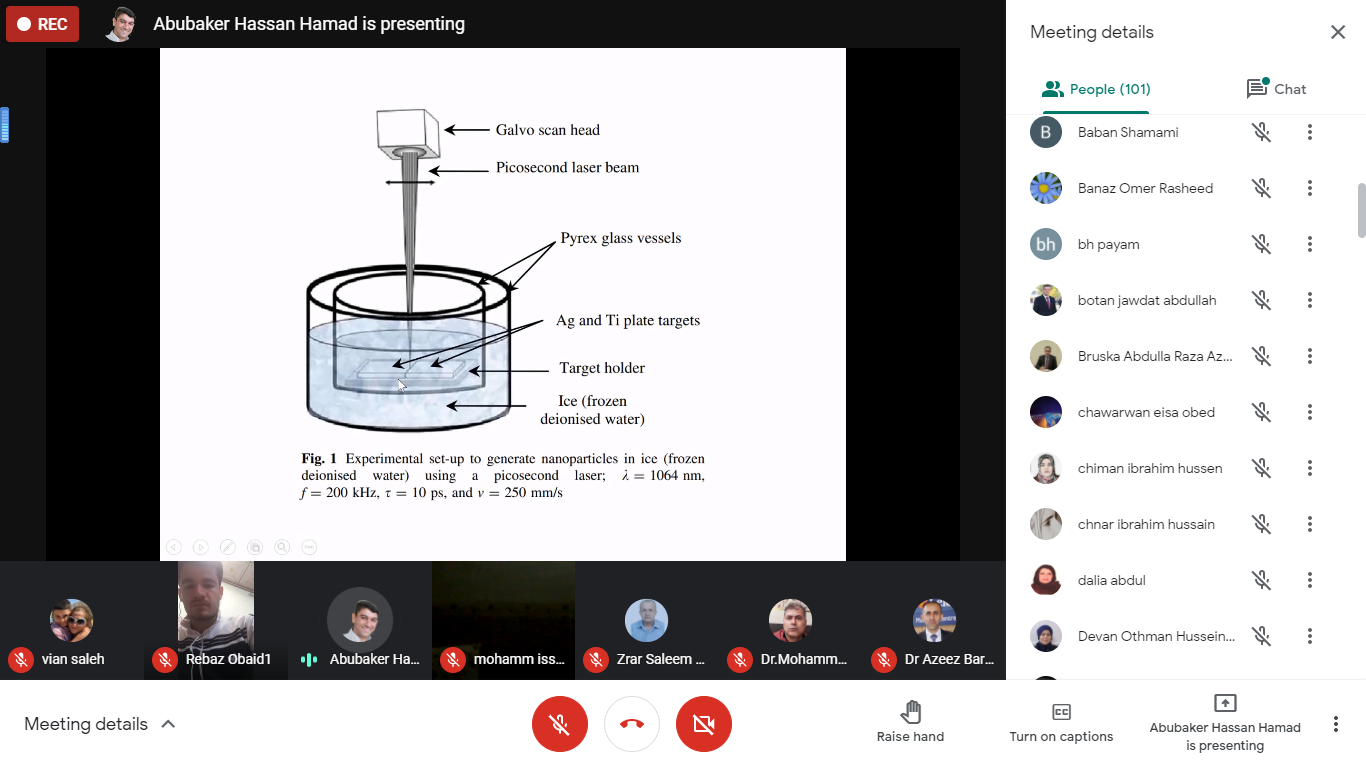 REC
Abubaker Hassan Hamad is presenting
Galvo scan head
Picosecond laser beam
Pyrex glass vessels
Ag and Ti plate targets
Target holder
Ice (frozen
deionised water)
Fig. 1 Experimental set-up to generate nanoparticles in ice (frozen
deionised water) using a picosecond laser; λ = 1064 nm,
f = 200 kHz, τ = 10 ps, and v = 250 mm/s
vian saleh
Rebaz Obaid1
Abubaker Ha...
mohamm iss...
Zrar Saleem ...
Dr.Mohamm...
Dr Azeez Bar...
Meeting details
People (101)
Chat
B
Baban Shamami
Banaz Omer Rasheed
bh
bh payam
botan jawdat abdullah
Bruska Abdulla Raza Az...
chawarwan eisa obed
chiman ibrahim hussen
chnar ibrahim hussain
dalia abdul
Devan Othman Hussein...
Meeting details
Raise hand
CC
Turn on captions
Abubaker Hassan Hamad
is presenting